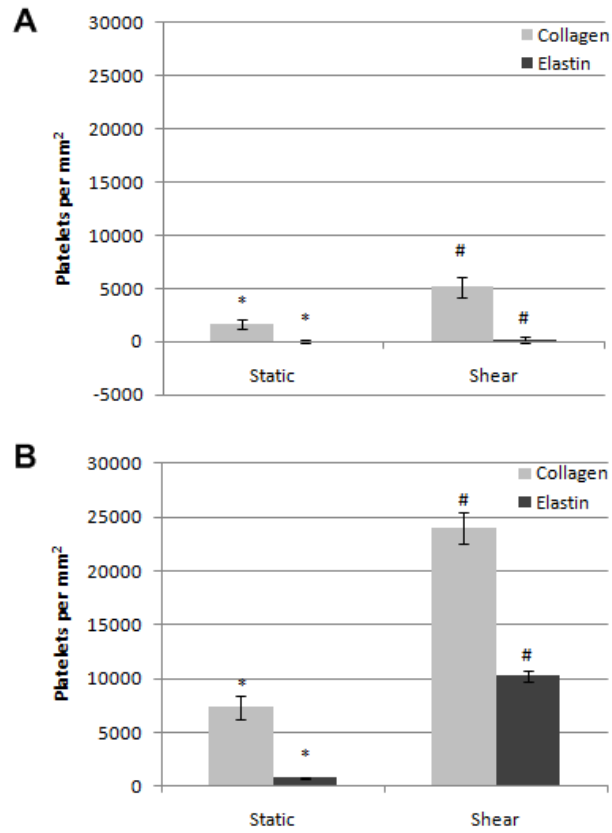 A
Platelets per mm²
30000
25000
20000
15000
10000
5000
0
-5000
Collagen
Elastin
*
*
#
#
Static
Shear
B
Platelets per mm²
30000
25000
20000
15000
10000
5000
0
Collagen
Elastin
*
*
#
#
Static
Shear